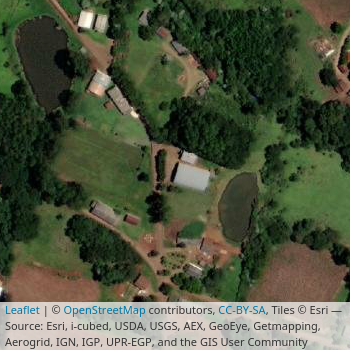 Leaflet | © OpenStreetMap contributors, CC-BY-SA, Tiles © Esri —
Source: Esri, i-cubed, USDA, USGS, AEX, GeoEye, Getmapping,
Aerogrid, IGN, IGP, UPR-EGP, and the GIS User Community